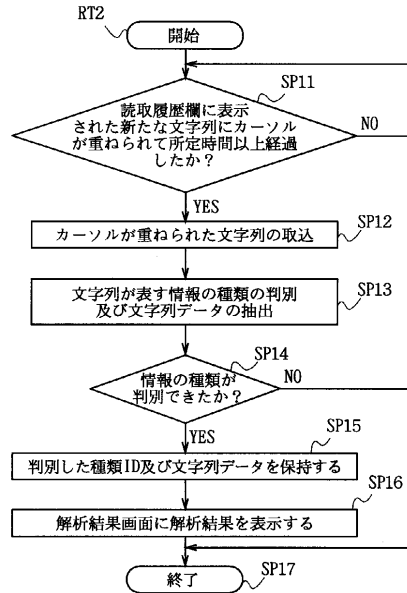 RT2
開始
SP11
読取履歴欄に表示
された新たな文字列にカーソル
が重ねられて所定時間以上経過
したか？
NO
YES
SP12
カーソルが重ねられた文字列の取込
SP13
文字列が表す情報の種類の判別
及び文字列データの抽出
SP14
情報の種類が
判別できたか？
NO
YES
SP15
判別した種類ID及び文字列データを保持する
SP16
解析結果画面に解析結果を表示する
終了
SP17